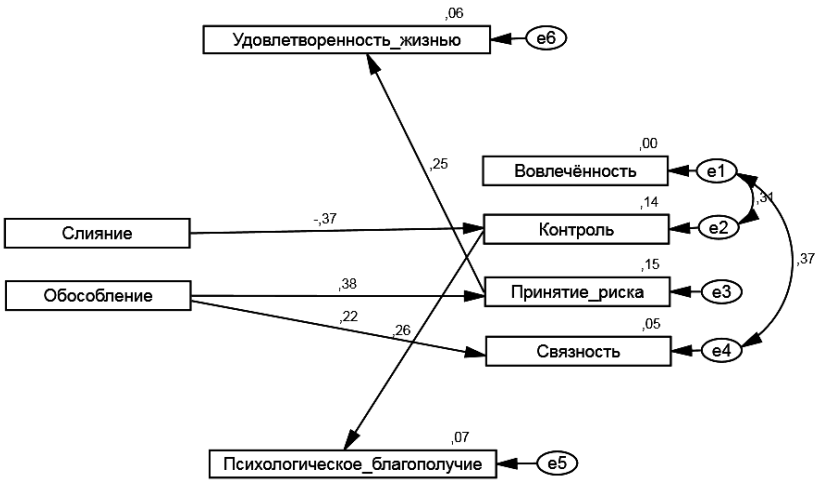 ,06
Удовлетворенность_жизнью
e6
,00
,25
Вовлечённость
e1
,14
,31
-,37
Слияние
Контроль
e2
,37
,15
Обособление
,38
Принятие_риска
e3
,22
,26
,05
Связность
e4
,07
Психологическое_благополучие
e5